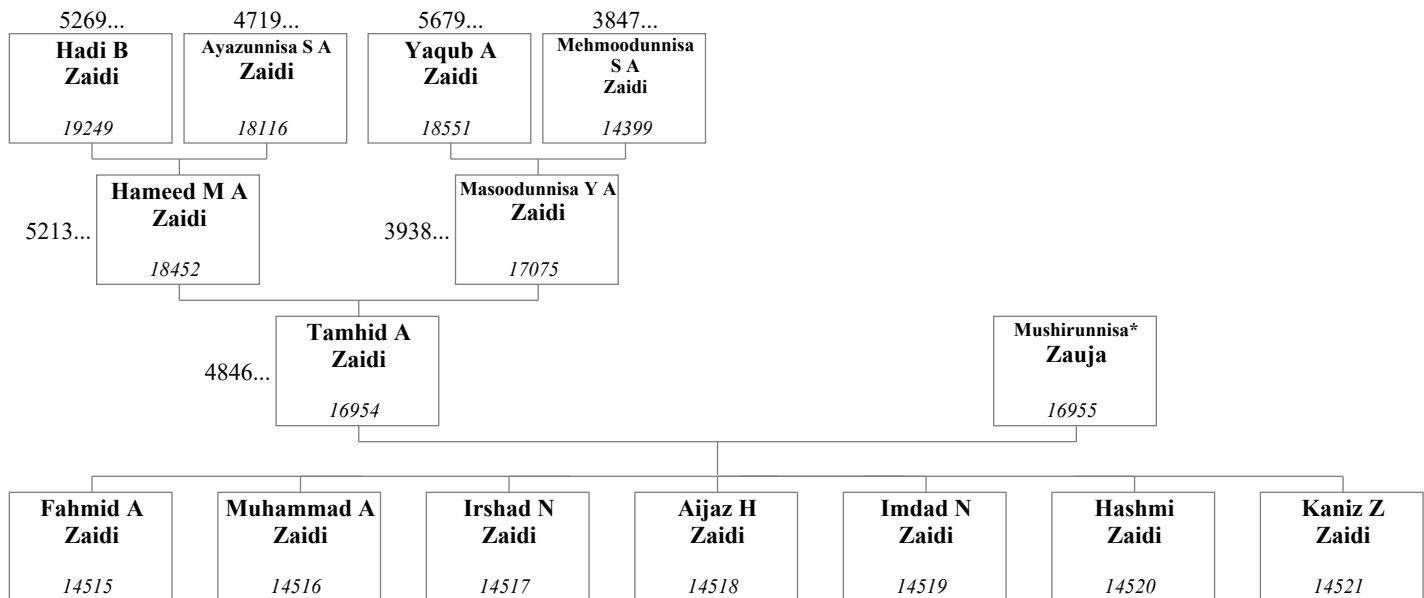 5269...
4719...
5679...
3847...
Hadi B
Zaidi
19249
Ayazunnisa S A
Zaidi
18116
Yaqub A
Zaidi
18551
Mehmoodunnisa
S A
Zaidi
14399
5213...
Hameed M A
Zaidi
18452
3938...
Masoodunnisa Y A
Zaidi
17075
4846...
Tamhid A
Zaidi
16954
Mushirunnisa*
Zauja
16955
Fahmid A
Zaidi
14515
Muhammad A
Zaidi
14516
Irshad N
Zaidi
14517
Aijaz H
Zaidi
14518
Imdad N
Zaidi
14519
Hashmi
Zaidi
14520
Kaniz Z
Zaidi
14521